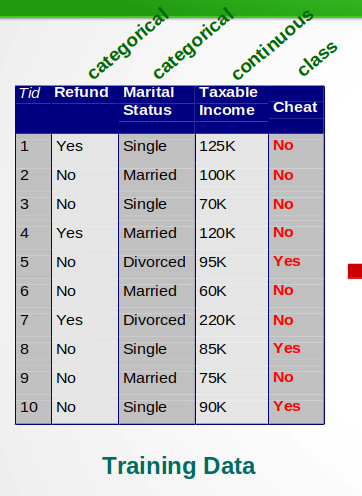 categorical categorical continuous class
Tid Refund Marital Status Taxable Income Cheat
1 Yes Single 125K No
2 No Married 100K No
3 No Single 70K No
4 Yes Married 120K No
5 No Divorced 95K Yes
6 No Married 60K No
7 Yes Divorced 220K No
8 No Single 85K Yes
9 No Married 75K No
10 No Single 90K Yes
Training Data